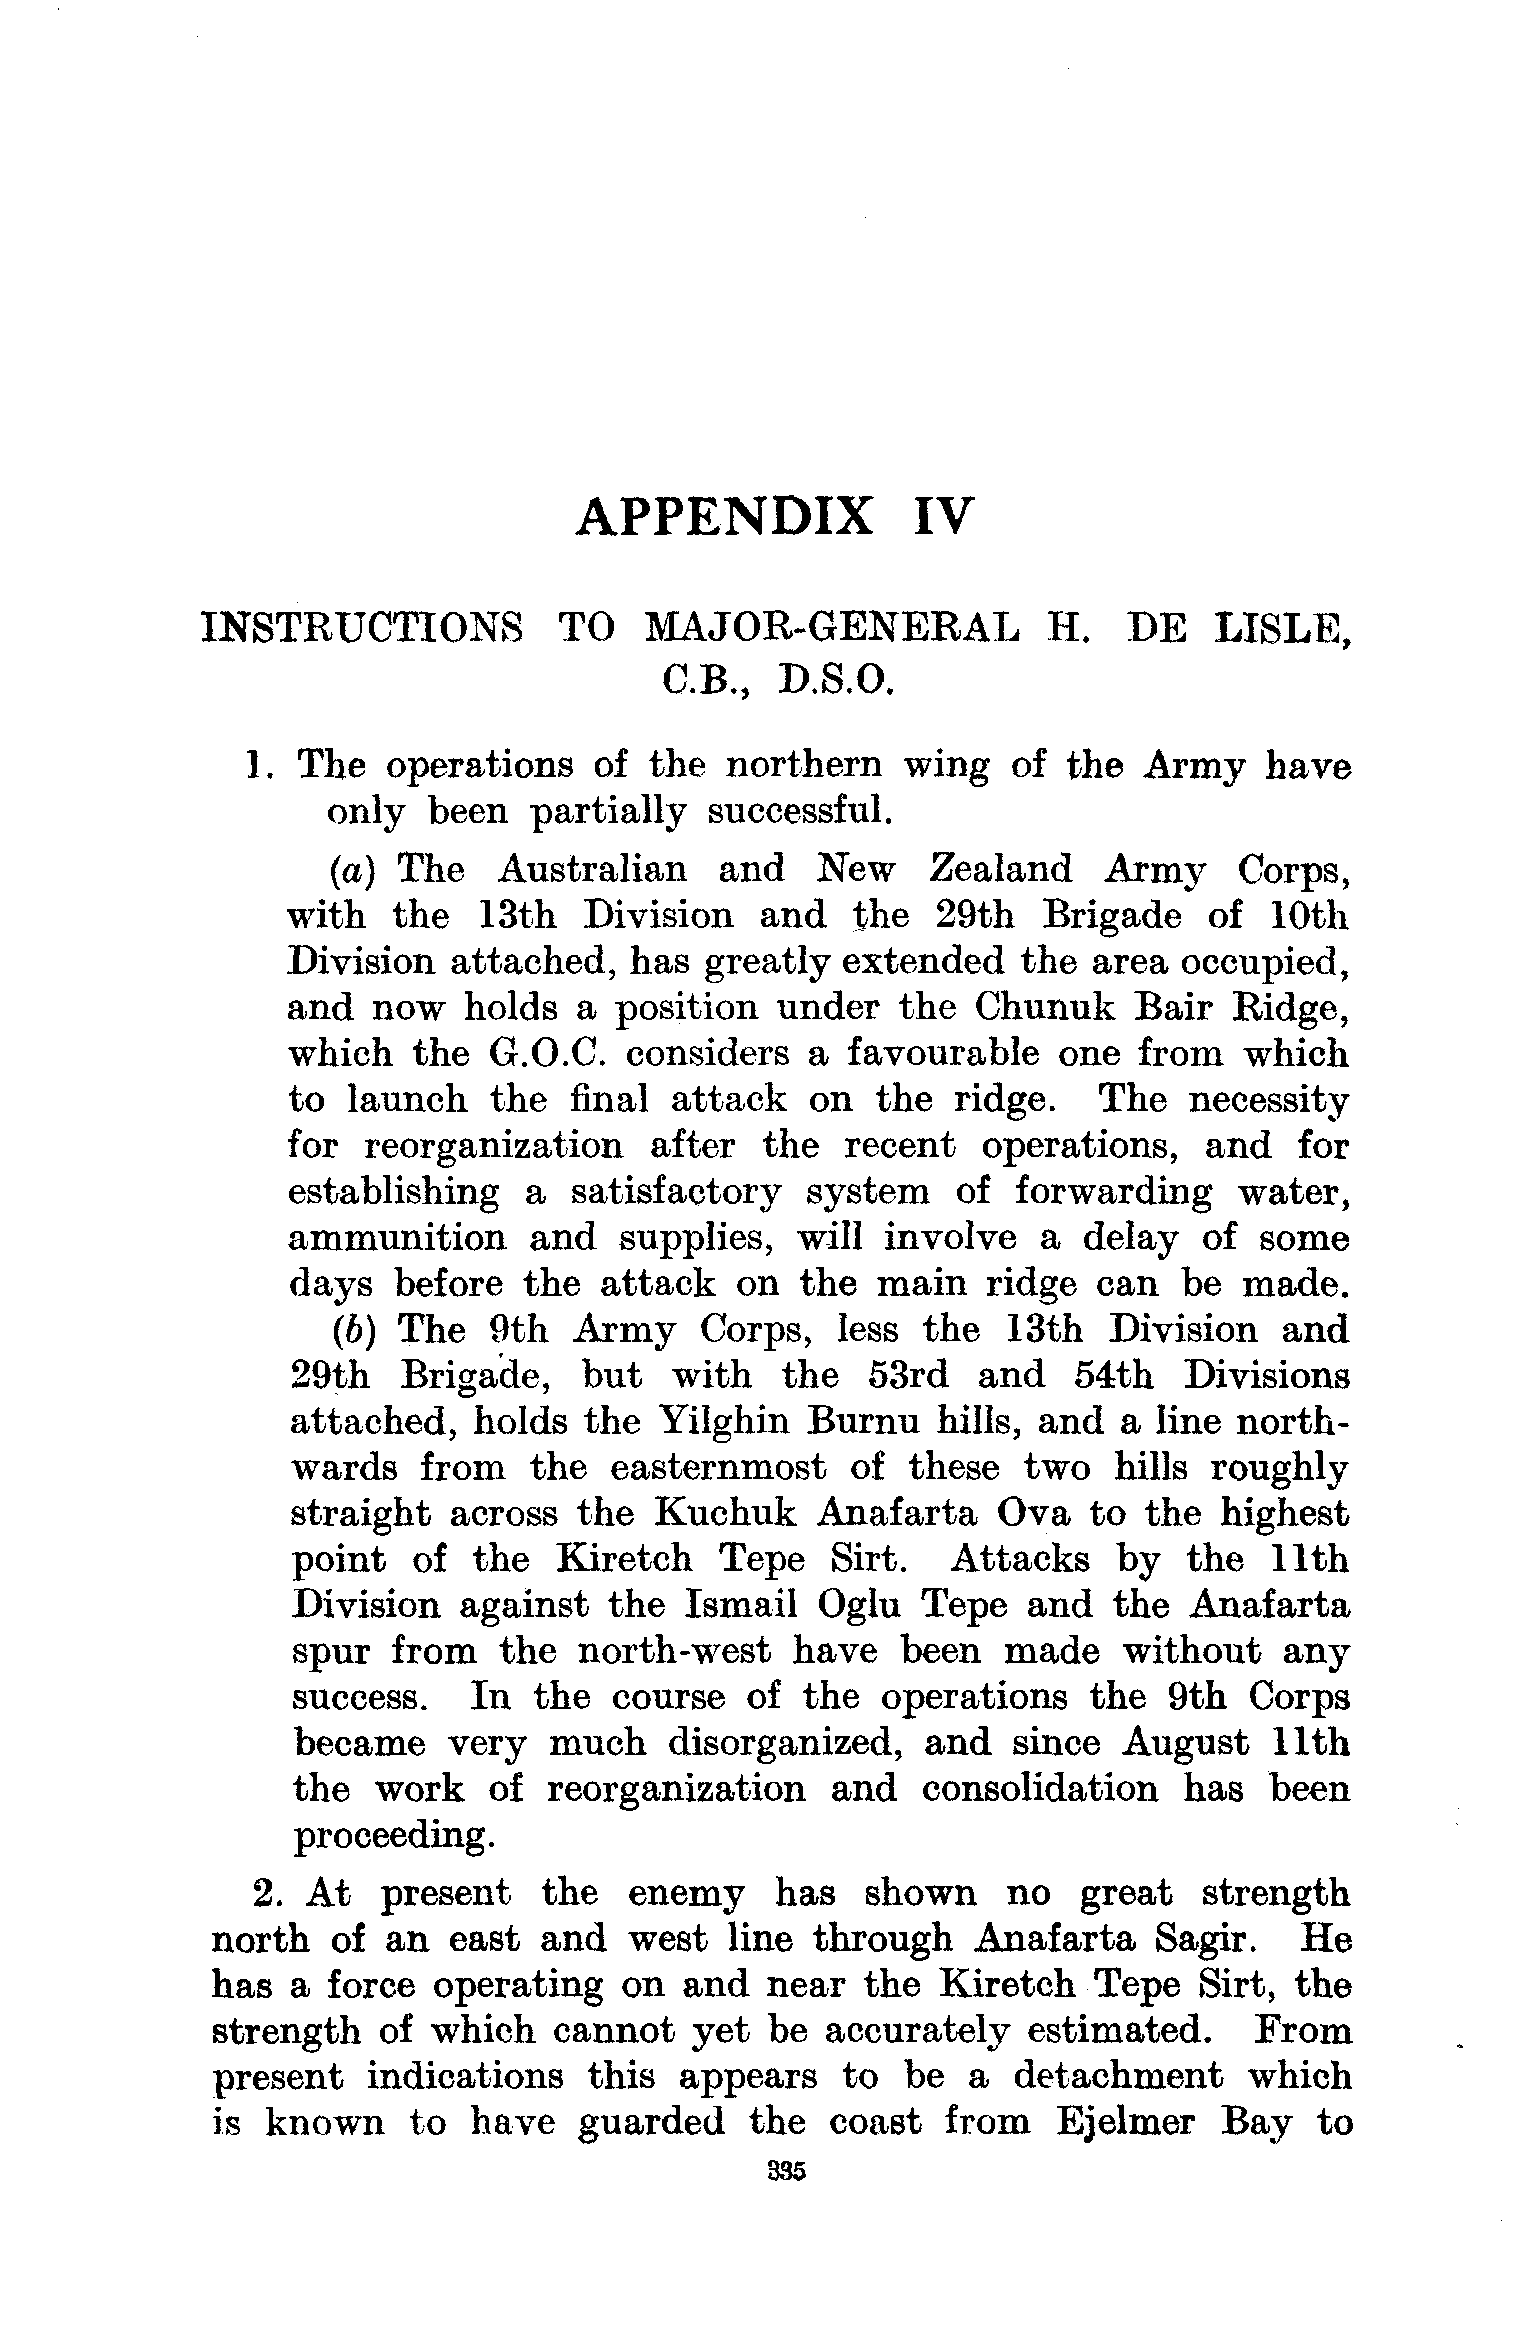 APPENDIX IV
INSTRUCTIONS TO MAJOR-GENERAL H. DE LISLE,
C.B., D.S.O.
1. The operations of the northern wing of the Army have
only been partially successful.
(a) The Australian and New Zealand Army Corps,
with the 13th Division and the 29th Brigade of 10th
Division attached, has greatly extended the area occupied,
and now holds a position under the Chunuk Bair Ridge,
which the G.O.C. considers a favourable one from which
to launch the final attack on the ridge. The necessity
for reorganization after the recent operations, and for
establishing a satisfactory system of forwarding water,
ammunition and supplies, will involve a delay of some
days before the attack on the main ridge can be made.
(b) The 9th Army Corps, less the 13th Division and
29th Brigade, but with the 53rd and 54th Divisions
attached, holds the Yilghin Burnu hills, and a line north-
wards from the easternmost of these two hills roughly
straight across the Kuchuk Anafarta Ova to the highest
point of the Kiretch Tepe Sirt. Attacks by the 11th
Division against the Ismail Oglu Tepe and the Anafarta
spur from the north-west have been made without any
success. In the course of the operations the 9th Corps
became very much disorganized, and since August 11th
the work of reorganization and consolidation has been
proceeding.
2. At present the enemy has shown no great strength
north of an east and west line through Anafarta Sagir. He
has a force operating on and near the Kiretch Tepe Sirt, the
strength of which cannot yet be accurately estimated. From
present indications this appears to be a detachment which
is known to have guarded the coast from Ejelmer Bay to
335